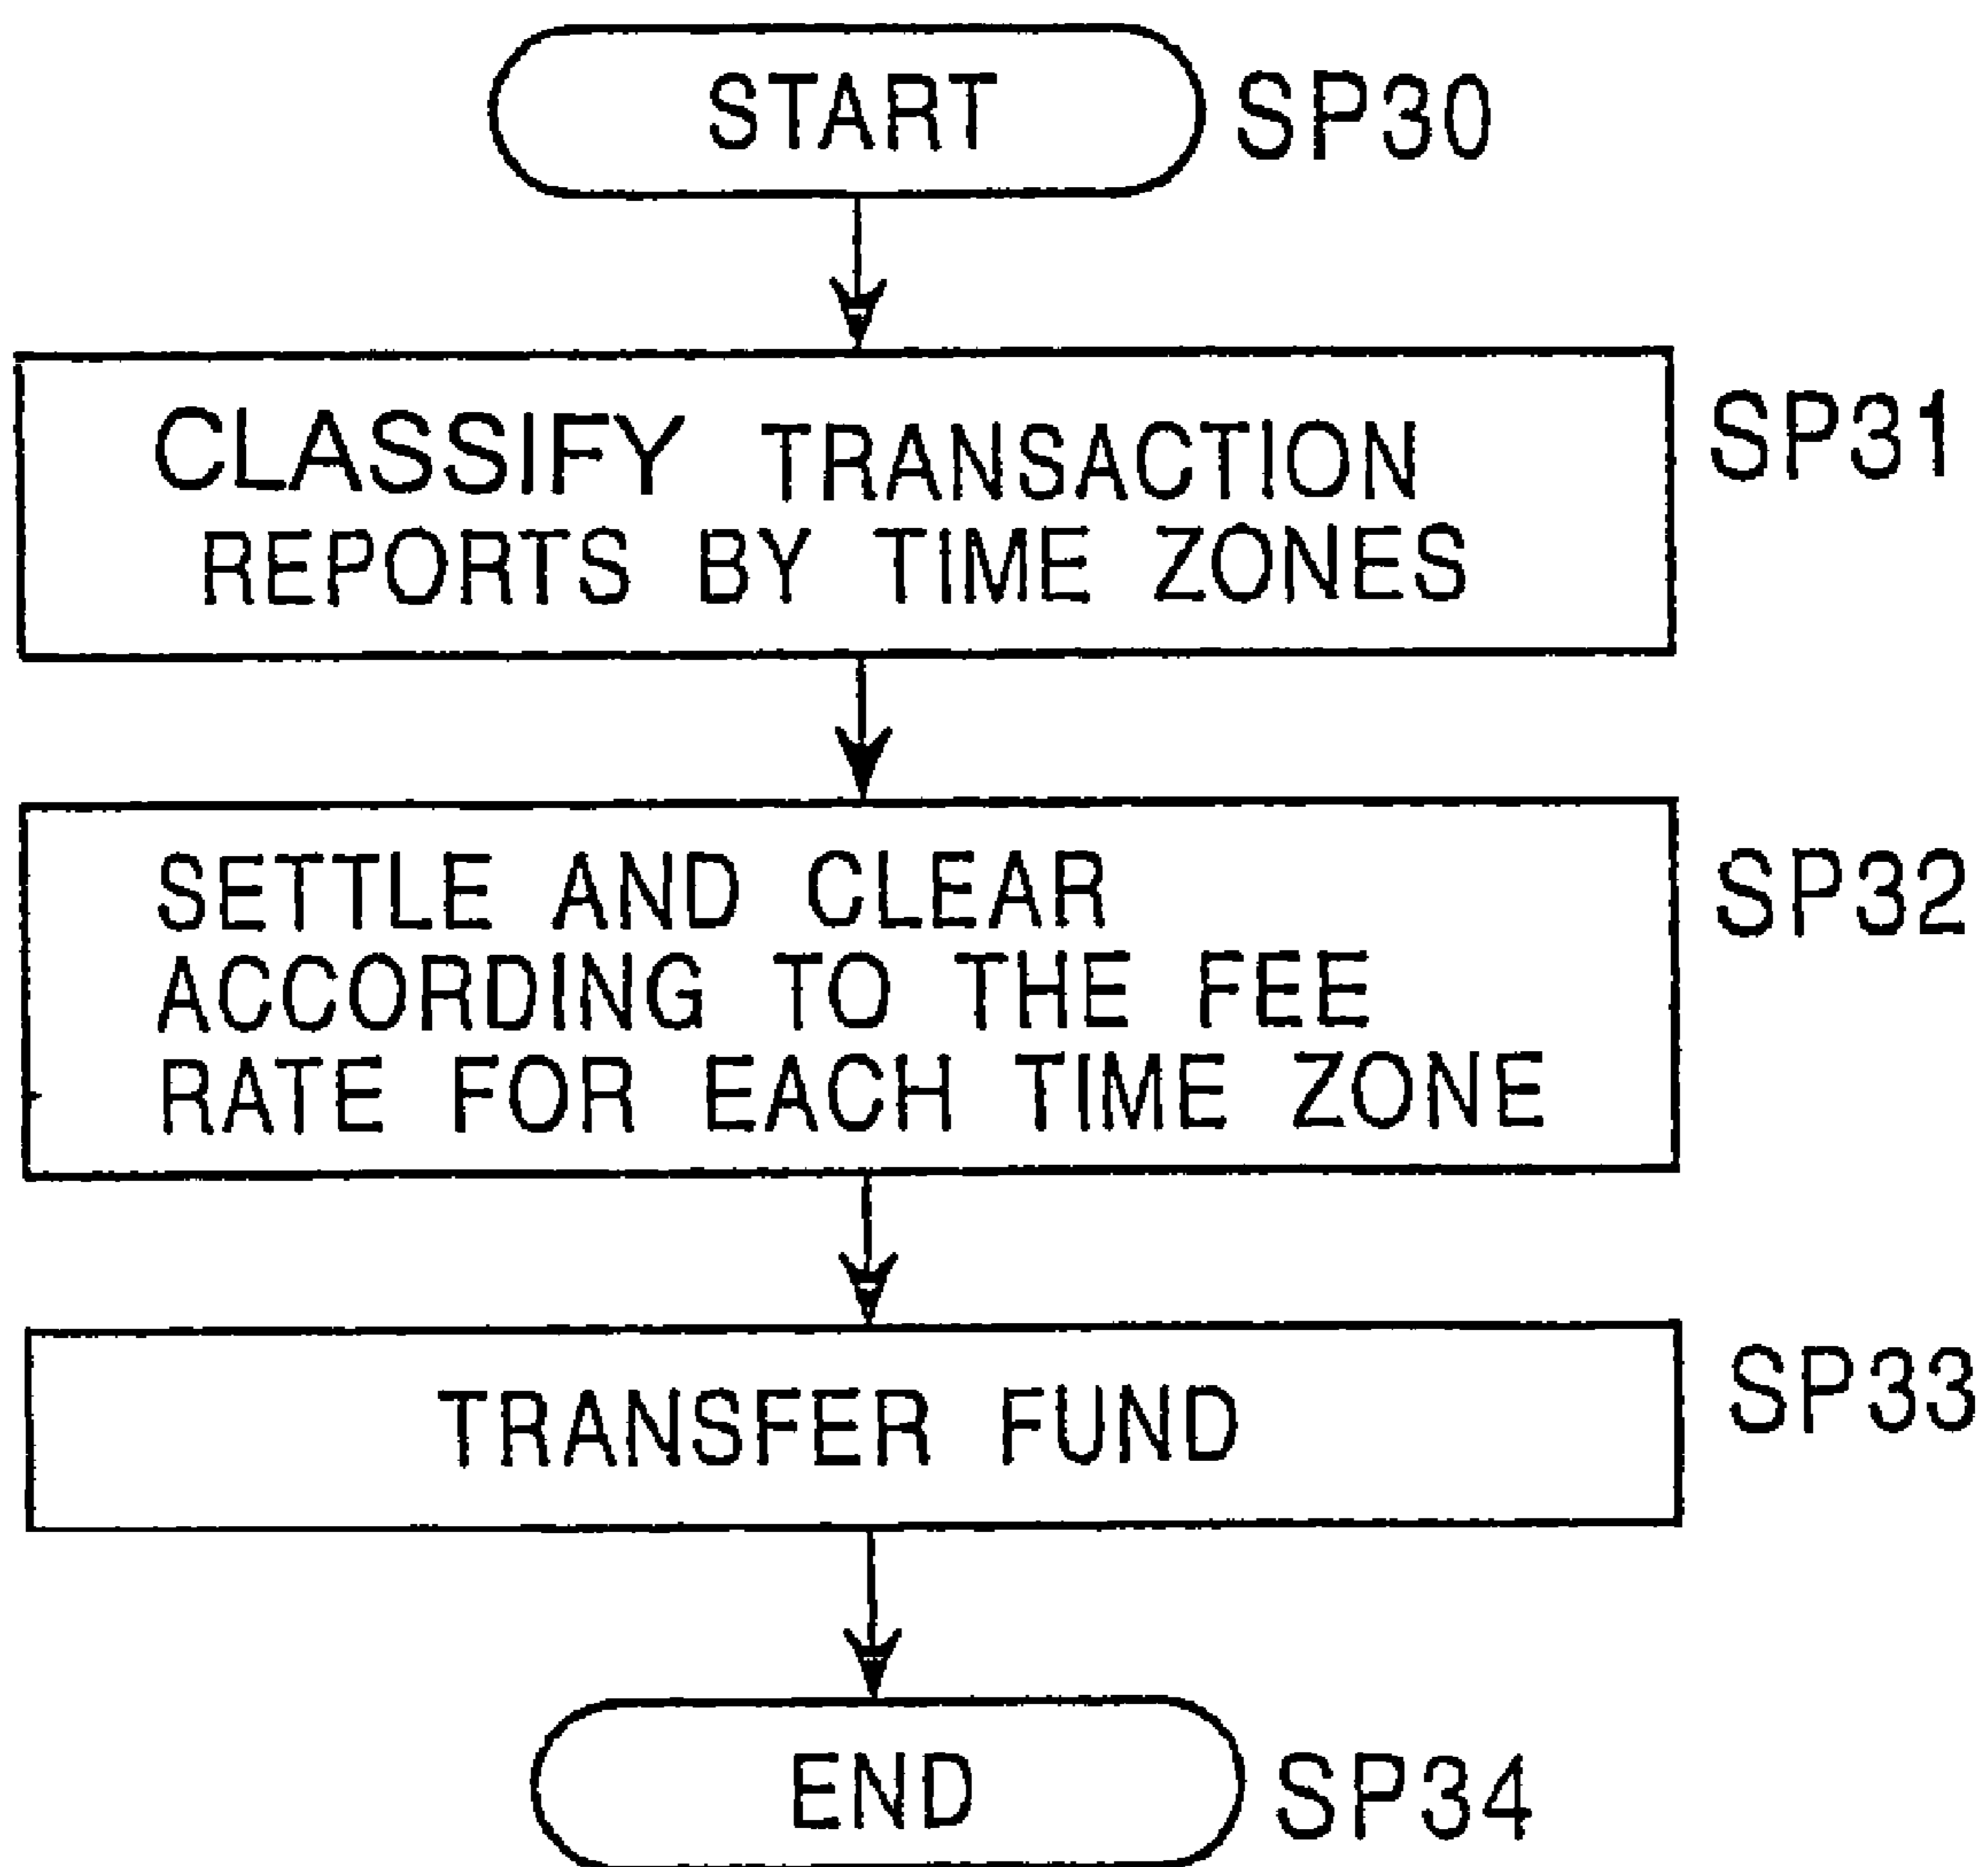 START SP30
CLASSIFY TRANSACTION SP31
REPORTS BY TIME ZONES
SETTLE AND CLEAR SP32
ACCORDING TO THE FEE
RATE FOR EACH TIME ZONE
TRANSFER FUND SP33
END SP34